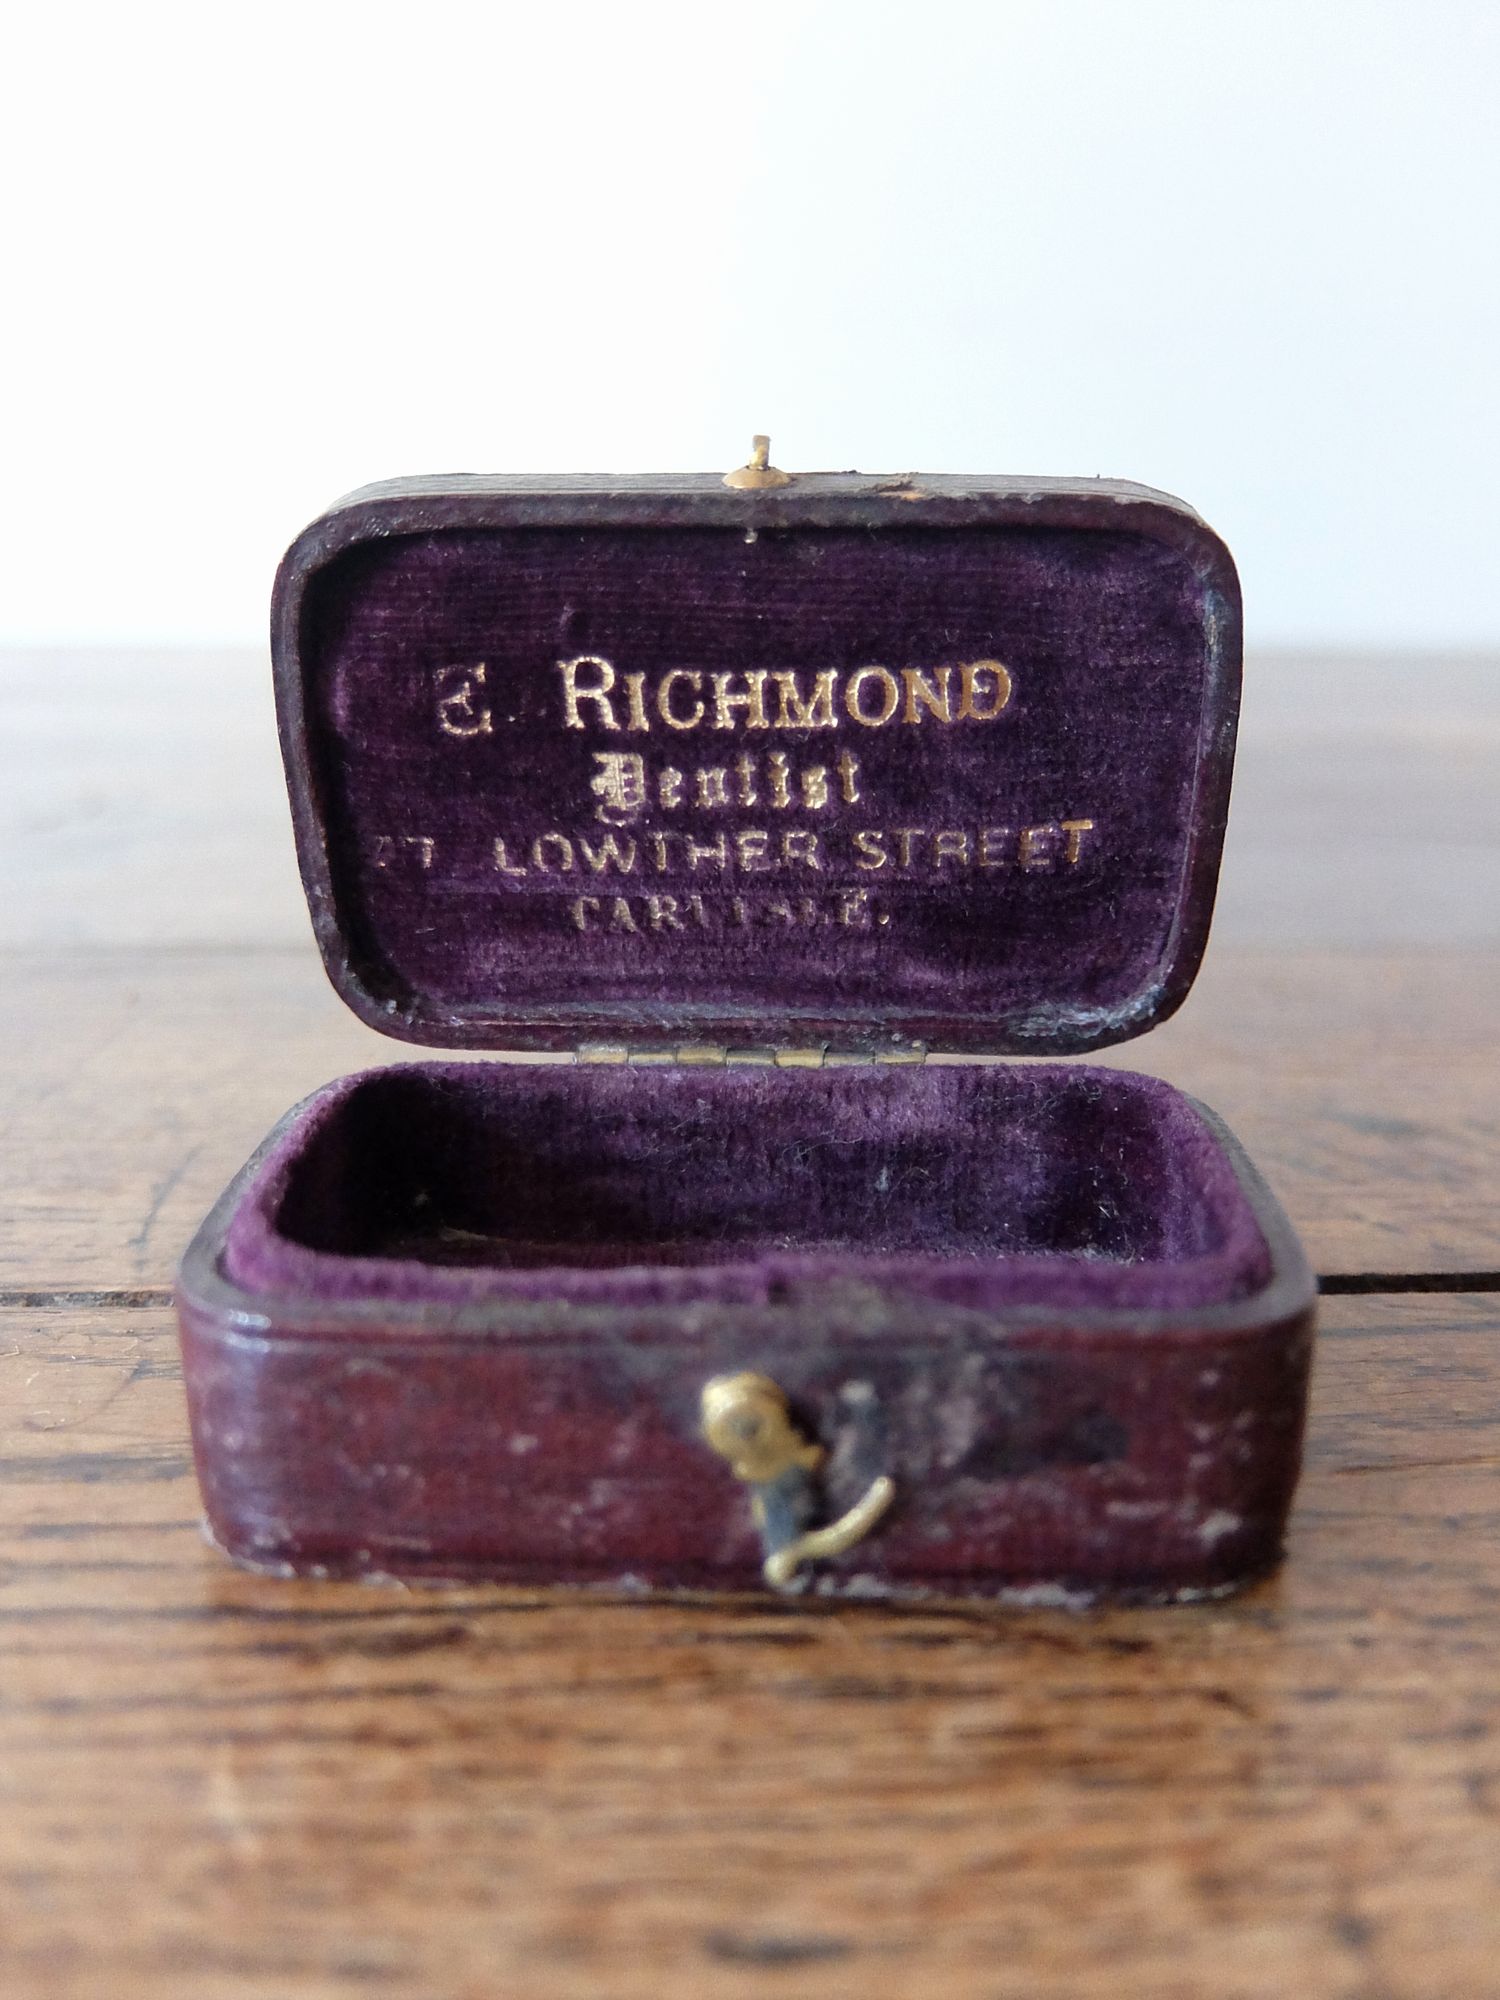 E RICHMOND
Dentist
LOWTHER STREET
CARLISLE.